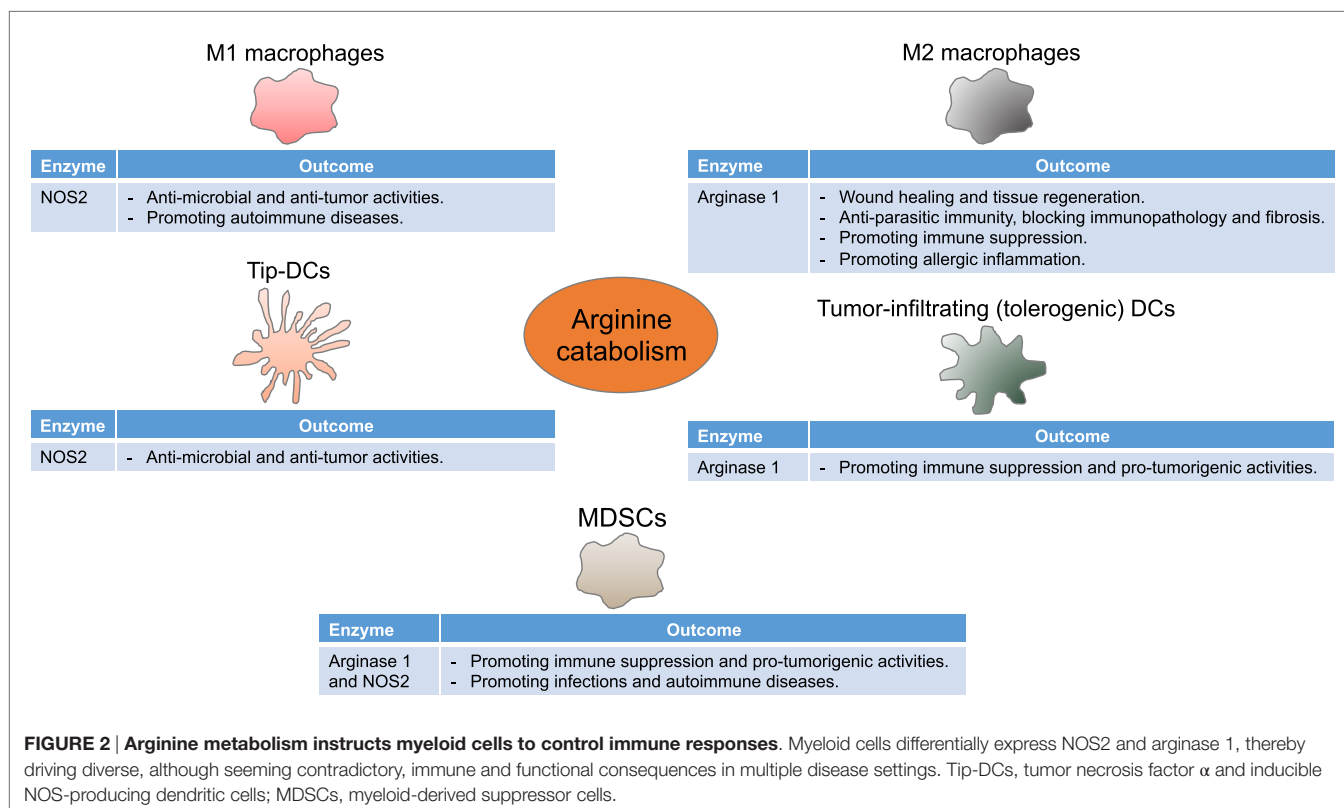 M1 macrophages
Enzyme Outcome
NOS2 - Anti-microbial and anti-tumor activities.
- Promoting autoimmune diseases.
M2 macrophages
Enzyme Outcome
Arginase 1 - Wound healing and tissue regeneration.
- Anti-parasitic immunity, blocking immunopathology and fibrosis.
- Promoting immune suppression.
- Promoting allergic inflammation.
Tip-DCs
Enzyme Outcome
NOS2 - Anti-microbial and anti-tumor activities.
Arginine
catabolism
Tumor-infiltrating (tolerogenic) DCs
Enzyme Outcome
Arginase 1 - Promoting immune suppression and pro-tumorigenic activities.
MDSCs
Enzyme Outcome
Arginase 1 - Promoting immune suppression and pro-tumorigenic activities.
and NOS2 - Promoting infections and autoimmune diseases.
FIGURE 2 | Arginine metabolism instructs myeloid cells to control immune responses. Myeloid cells differentially express NOS2 and arginase 1, thereby
driving diverse, although seeming contradictory, immune and functional consequences in multiple disease settings. Tip-DCs, tumor necrosis factor α and inducible
NOS-producing dendritic cells; MDSCs, myeloid-derived suppressor cells.